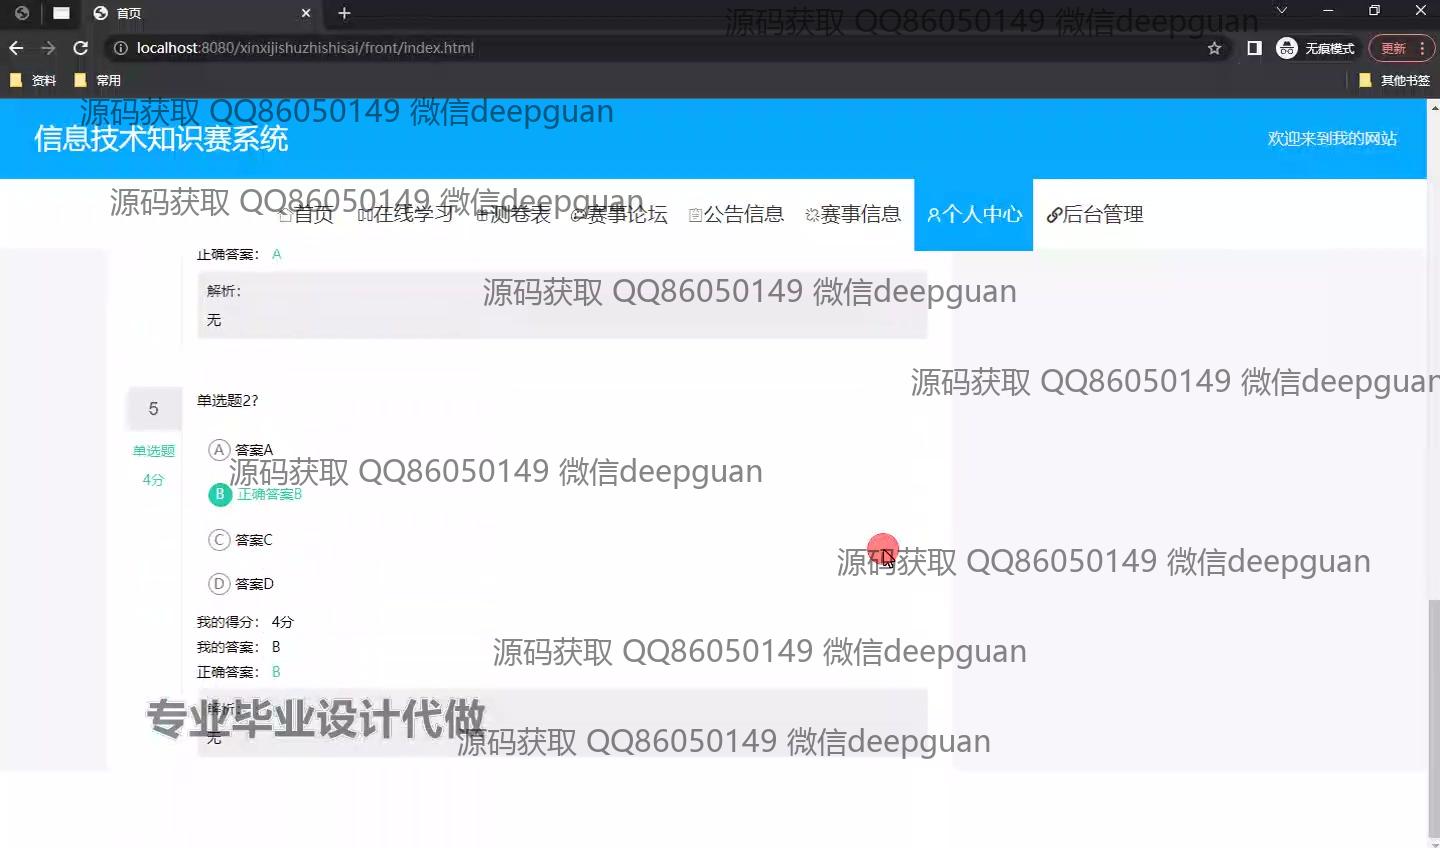 首页
localhost:8080/xinxijishuzhishisai/front/index.html
无痕模式
更新
资料
常用
其他书签
源码获取 QQ86050149 微信deepguan
源码获取 QQ86050149 微信deepguan
信息技术知识赛系统
欢迎来到我的网站
源码获取 QQ86050149 微信deepguan
首页
在线学习
测卷表
赛事论坛
公告信息
赛事信息
个人中心
后台管理
正确答案： A
解析：
源码获取 QQ86050149 微信deepguan
无
源码获取 QQ86050149 微信deepguan
5
单选题2?
单选题
4分
A 答案A
源码获取 QQ86050149 微信deepguan
B 正确答案B
C 答案C
源码获取 QQ86050149 微信deepguan
D 答案D
我的得分： 4分
我的答案： B
源码获取 QQ86050149 微信deepguan
正确答案： B
解析：
专业毕业设计代做
无
源码获取 QQ86050149 微信deepguan